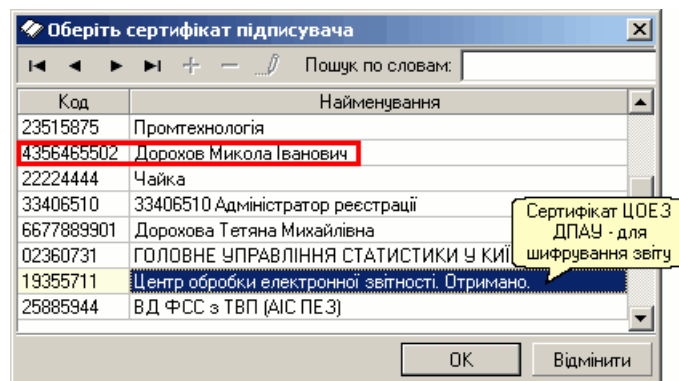 Оберіть сертифікат підписувача
Пошук по словам:
Код Найменування
23515875 Промтехнологія
4356465502 Дорохов Микола Іванович
22224444 Чайка
33406510 33406510 Адміністратор реєстрації
6677889901 Дорохова Тетяна Михайлівна
02360731 ГОЛОВНЕ УПРАВЛІННЯ СТАТИСТИКИ У КИЇ
19355711 Центр обробки електронної звітності. Отримано.
25885944 ВД ФСС з ТВП (АІС ПЕЗ)
Сертифікат ЦОЕЗ
ДПАУ - для
шифрування звіту
OK Відмінити